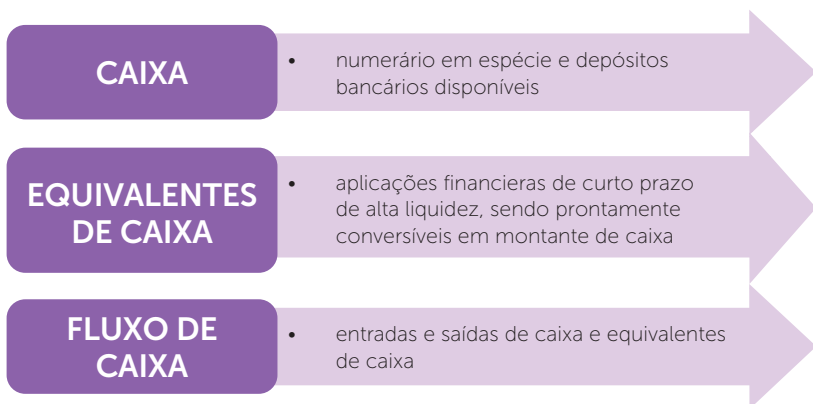 CAIXA
• numerário em espécie e depósitos
bancários disponíveis
EQUIVALENTES
DE CAIXA
• aplicações financieras de curto prazo
de alta liquidez, sendo prontamente
conversíveis em montante de caixa
FLUXO DE
CAIXA
• entradas e saídas de caixa e equivalentes
de caixa